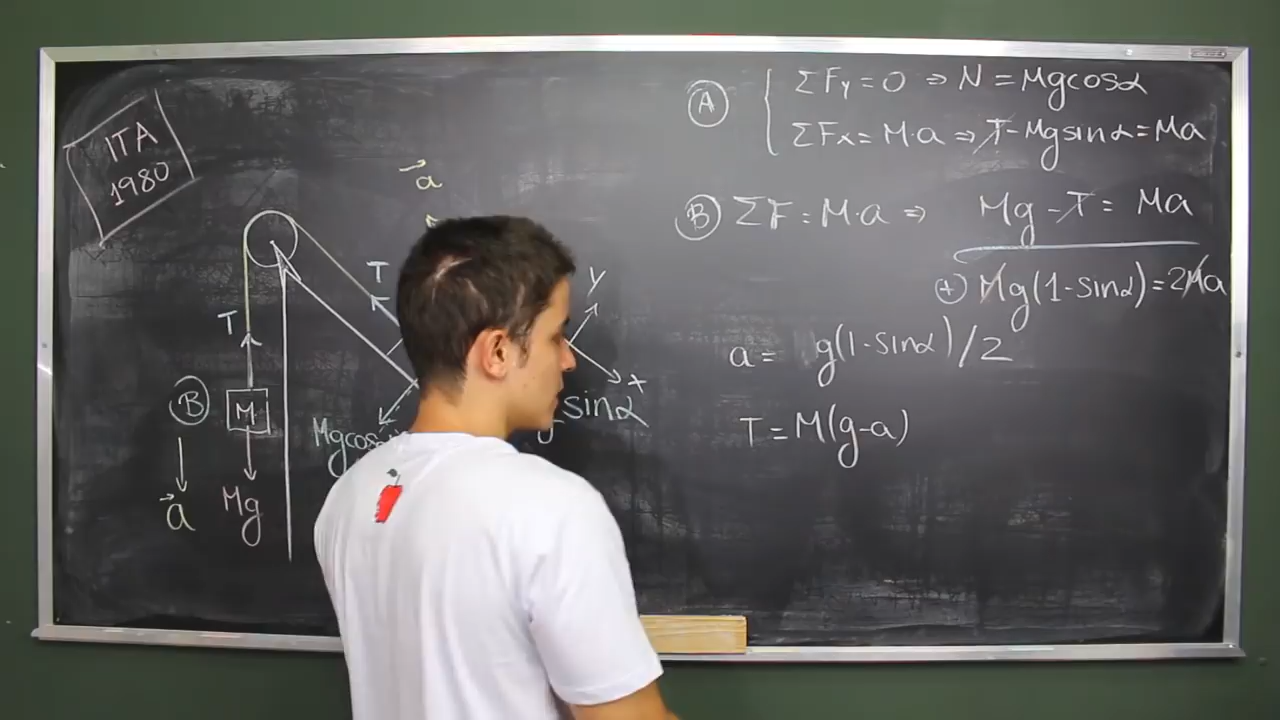 ITA
1980
a
T
T
y
x
B
M
sinα
Mgcos
a
Mg
A
ΣFy = 0 ⇒ N = Mgcosα
ΣFx = M·a ⇒ T - Mgsinα = Ma
B ΣF = M·a ⇒ Mg - T = Ma
(+) Mg(1 - sinα) = 2Ma
a = g(1 - sinα)/2
T = M(g - a)